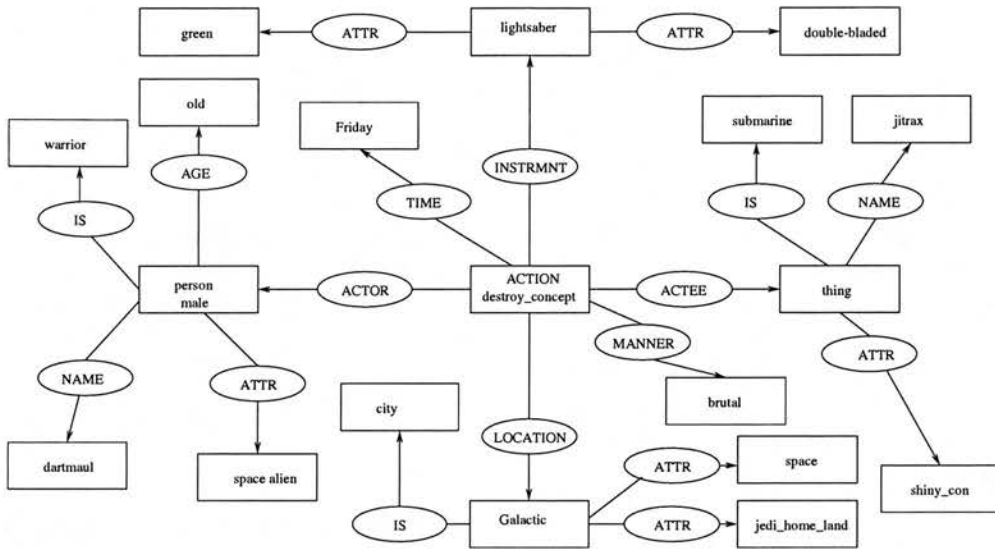 green
ATTR
lightsaber
ATTR
double-bladed
old
Friday
submarine
jitrax
warrior
AGE
INSTRMNT
TIME
IS
IS
NAME
person
male
ACTOR
ACTION
destroy_concept
ACTEE
thing
MANNER
ATTR
NAME
ATTR
city
brutal
LOCATION
dartmaul
space alien
ATTR
space
shiny_con
IS
Galactic
ATTR
jedi_home_land